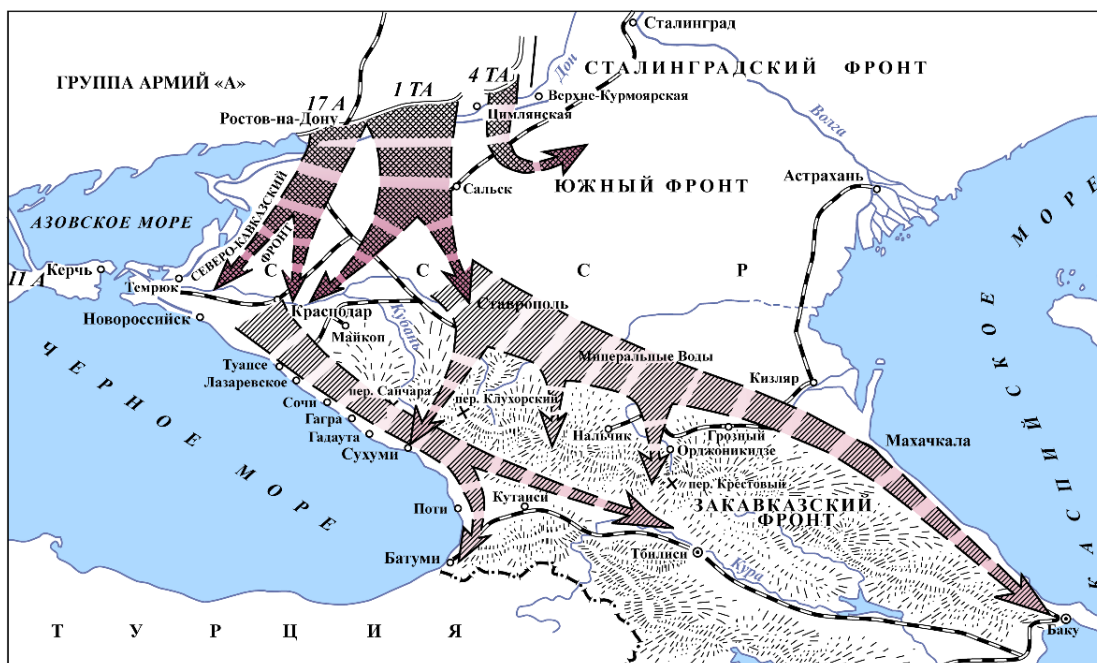 Сталинград
ГРУППА АРМИЙ «А»
4 ТА
1 ТА
17 А
Дон
СТАЛИНГРАДСКИЙ ФРОНТ
Верхне-Курмоярская
Цимлянская
Ростов-на-Дону
Волга
Астрахань
Сальск
ЮЖНЫЙ ФРОНТ
АЗОВСКОЕ МОРЕ
СЕВЕРО-КАВКАЗСКИЙ
ФРОНТ
С С С Р
Керчь
11 А
Темрюк
Новороссийск
Краснодар
Майкоп
Кубань
Ставрополь
Минеральные Воды
Кизляр
Туапсе
Лазаревское
Сочи
Гагра
Гадаута
Сухуми
пер. Санчара
пер. Клухорский
Нальчик
Грозный
Орджоникидзе
пер. Крестовый
Махачкала
ЧЕРНОЕ МОРЕ
КАСПИЙСКОЕ МОРЕ
ЗАКАВКАЗСКИЙ
ФРОНТ
Поти
Кутаиси
Батуми
Тбилиси
Кура
Баку
ТУРЦИЯ